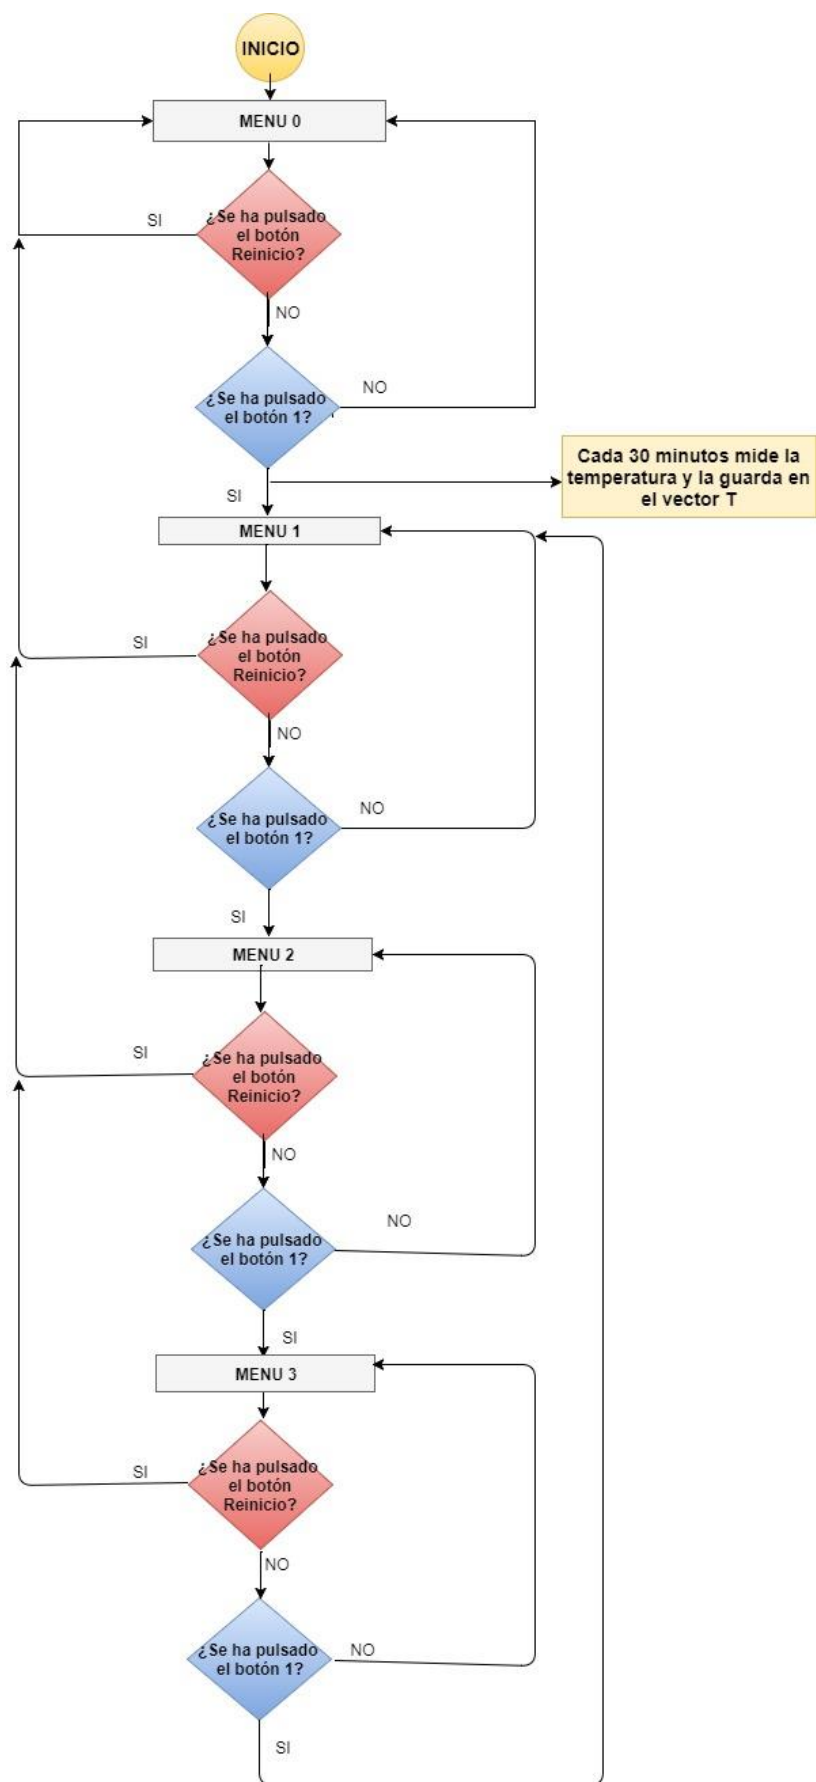 INICIO
MENU 0
SI
¿Se ha pulsado
el botón
Reinicio?
NO
¿Se ha pulsado
el botón 1?
NO
Cada 30 minutos mide la
temperatura y la guarda en
el vector T
SI
MENU 1
SI
¿Se ha pulsado
el botón
Reinicio?
NO
¿Se ha pulsado
el botón 1?
NO
SI
MENU 2
SI
¿Se ha pulsado
el botón
Reinicio?
NO
¿Se ha pulsado
el botón 1?
NO
SI
MENU 3
SI
¿Se ha pulsado
el botón
Reinicio?
NO
¿Se ha pulsado
el botón 1?
NO
SI